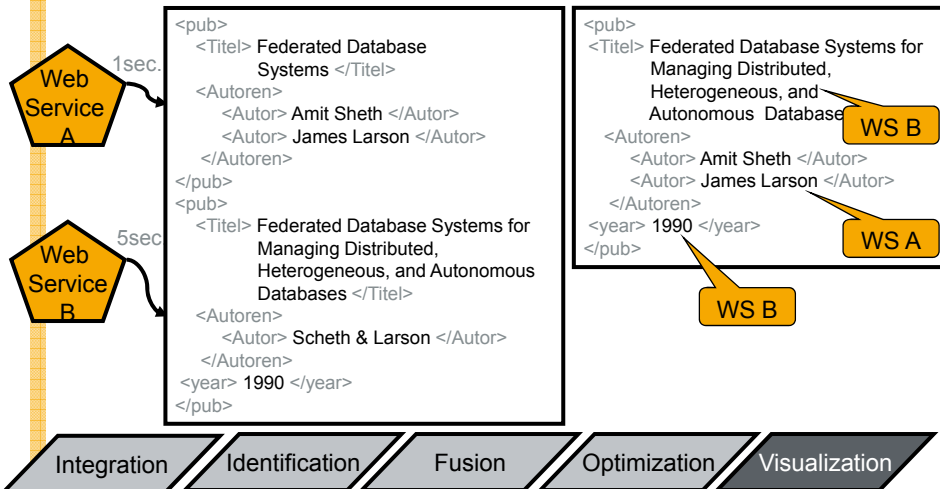 Web
Service
A
1sec.
Web
Service
B
5sec
<pub>
<Titel> Federated Database
Systems </Titel>
<Autoren>
<Autor> Amit Sheth </Autor>
<Autor> James Larson </Autor>
</Autoren>
</pub>
<pub>
<Titel> Federated Database Systems for
Managing Distributed,
Heterogeneous, and Autonomous
Databases </Titel>
<Autoren>
<Autor> Scheth & Larson </Autor>
</Autoren>
<year> 1990 </year>
</pub>
<pub>
<Titel> Federated Database Systems for
Managing Distributed,
Heterogeneous, and
Autonomous Database
WS B
<Autoren>
<Autor> Amit Sheth </Autor>
<Autor> James Larson </Autor>
</Autoren>
<year> 1990 </year>
</pub>
WS A
WS B
Integration
Identification
Fusion
Optimization
Visualization